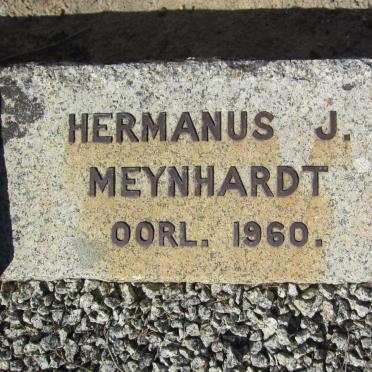 HERMANUS J.
MEYNHARDT
OORL. 1960.